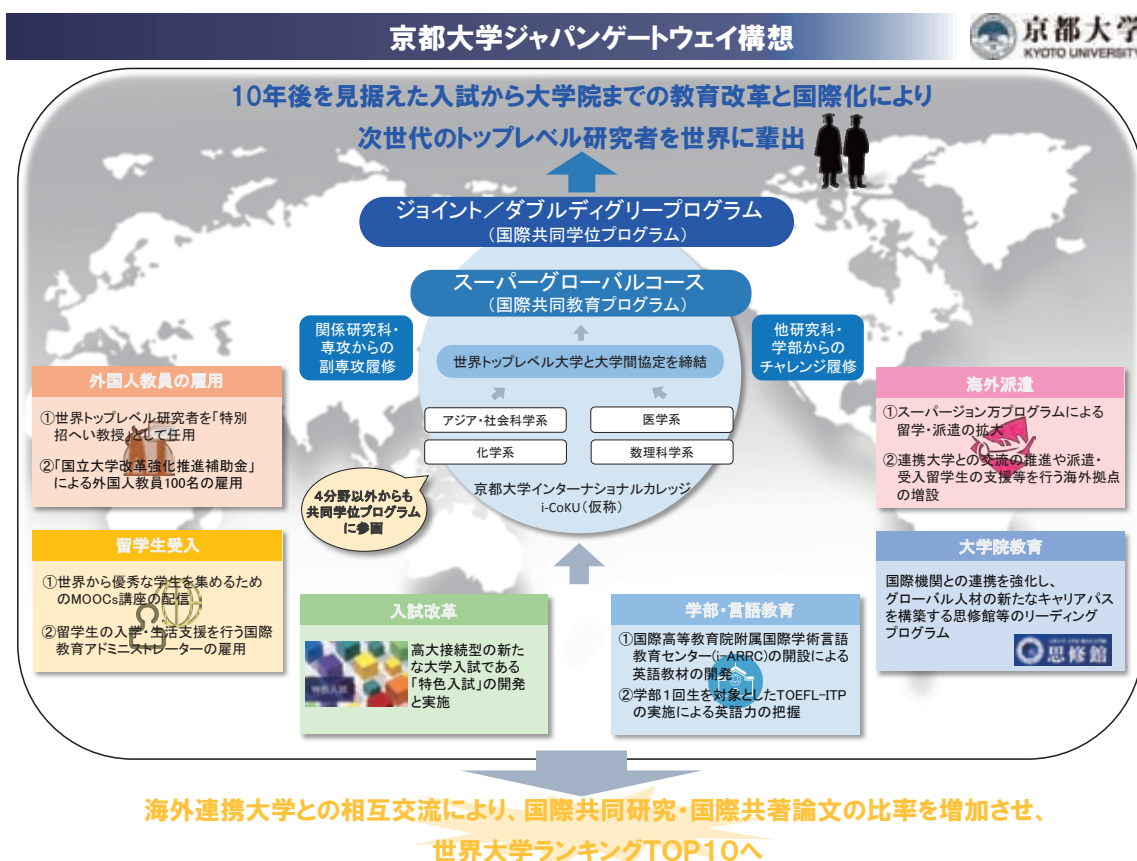 京都大学ジャパンゲートウェイ構想
京都大学
KYOTO UNIVERSITY
10年後を見据えた入試から大学院までの教育改革と国際化により
次世代のトップレベル研究者を世界に輩出
ジョイント／ダブルディグリープログラム
（国際共同学位プログラム）
スーパーグローバルコース
（国際共同教育プログラム）
関係研究科・
専攻からの
副専攻履修
他研究科・
学部からの
チャレンジ履修
世界トップレベル大学と大学間協定を締結
アジア・社会科学系
医学系
化学系
数理科学系
京都大学インターナショナルカレッジ
i-CoKU（仮称）
4分野以外からも
共同学位プログラム
に参画
外国人教員の雇用
①世界トップレベル研究者を「特別
招へい教授」として任用
②「国立大学改革強化推進補助金」
による外国人教員100名の雇用
留学生受入
①世界から優秀な学生を集めるため
のMOOCs講座の配信
②留学生の入学・生活支援を行う国際
教育アドミニストレーターの雇用
入試改革
特色入試
高大接続型の新た
な大学入試である
「特色入試」の開発
と実施
学部・言語教育
①国際高等教育院附属国際学術言語
教育センター(i-ARRC)の開設による
英語教材の開発
②学部1回生を対象としたTOEFL-ITP
の実施による英語力の把握
海外派遣
①スーパージョン万プログラムによる
留学・派遣の拡大
②連携大学との交流の推進や派遣・
受入留学生の支援等を行う海外拠点
の増設
大学院教育
国際機関との連携を強化し、
グローバル人材の新たなキャリアパス
を構築する思修館等のリーディング
プログラム
思修館
海外連携大学との相互交流により、国際共同研究・国際共著論文の比率を増加させ、
世界大学ランキングTOP10へ